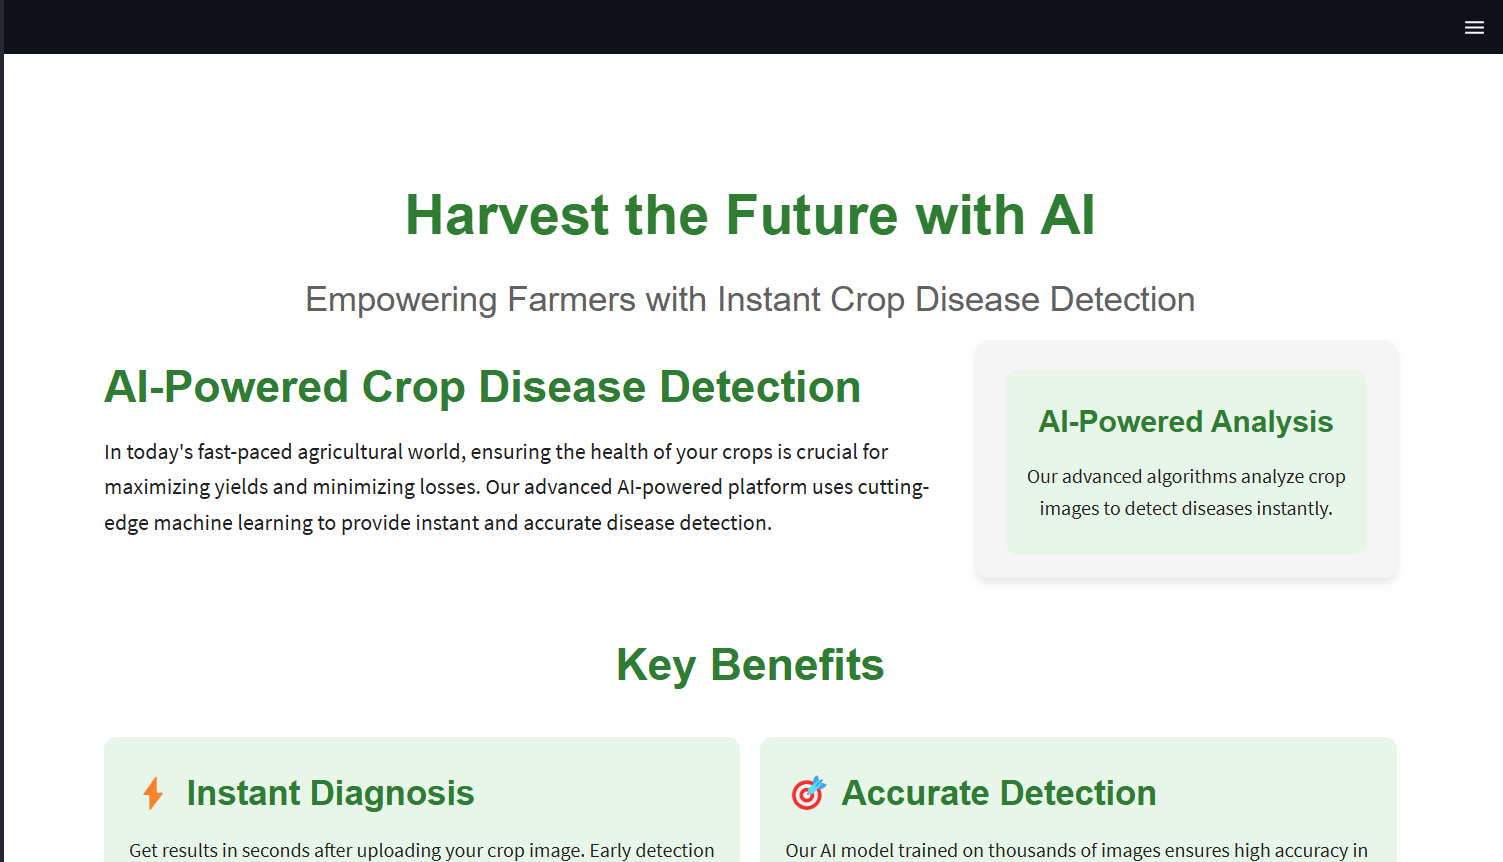 Harvest the Future with AI
Empowering Farmers with Instant Crop Disease Detection
AI-Powered Crop Disease Detection
In today's fast-paced agricultural world, ensuring the health of your crops is crucial for
maximizing yields and minimizing losses. Our advanced AI-powered platform uses cutting-
edge machine learning to provide instant and accurate disease detection.
AI-Powered Analysis
Our advanced algorithms analyze crop
images to detect diseases instantly.
Key Benefits
Instant Diagnosis
Get results in seconds after uploading your crop image. Early detection
Accurate Detection
Our AI model trained on thousands of images ensures high accuracy in